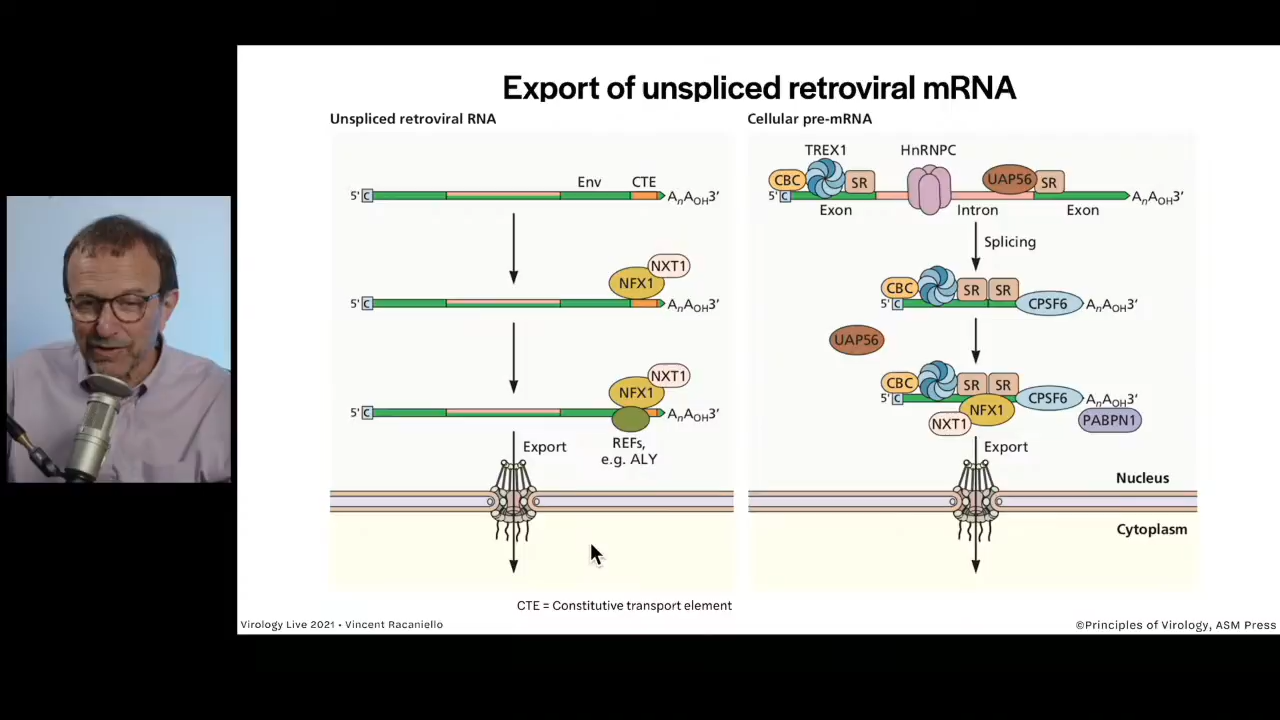 Export of unspliced retroviral mRNA
Unspliced retroviral RNA
Env
CTE
5' C
AnAOH3'
NXT1
NFX1
5' C
AnAOH3'
NXT1
NFX1
5' C
AnAOH3'
REFs,
e.g. ALY
Export
Cellular pre-mRNA
TREX1
HnRNPC
CBC
SR
UAP56
SR
5' C
AnAOH3'
Exon
Intron
Exon
Splicing
CBC
SR
SR
5' C
CPSF6
AnAOH3'
UAP56
CBC
SR
SR
5' C
CPSF6
AnAOH3'
NXT1
NFX1
PABPN1
Export
Nucleus
Cytoplasm
CTE = Constitutive transport element
Virology Live 2021 • Vincent Racaniello
©Principles of Virology, ASM Press